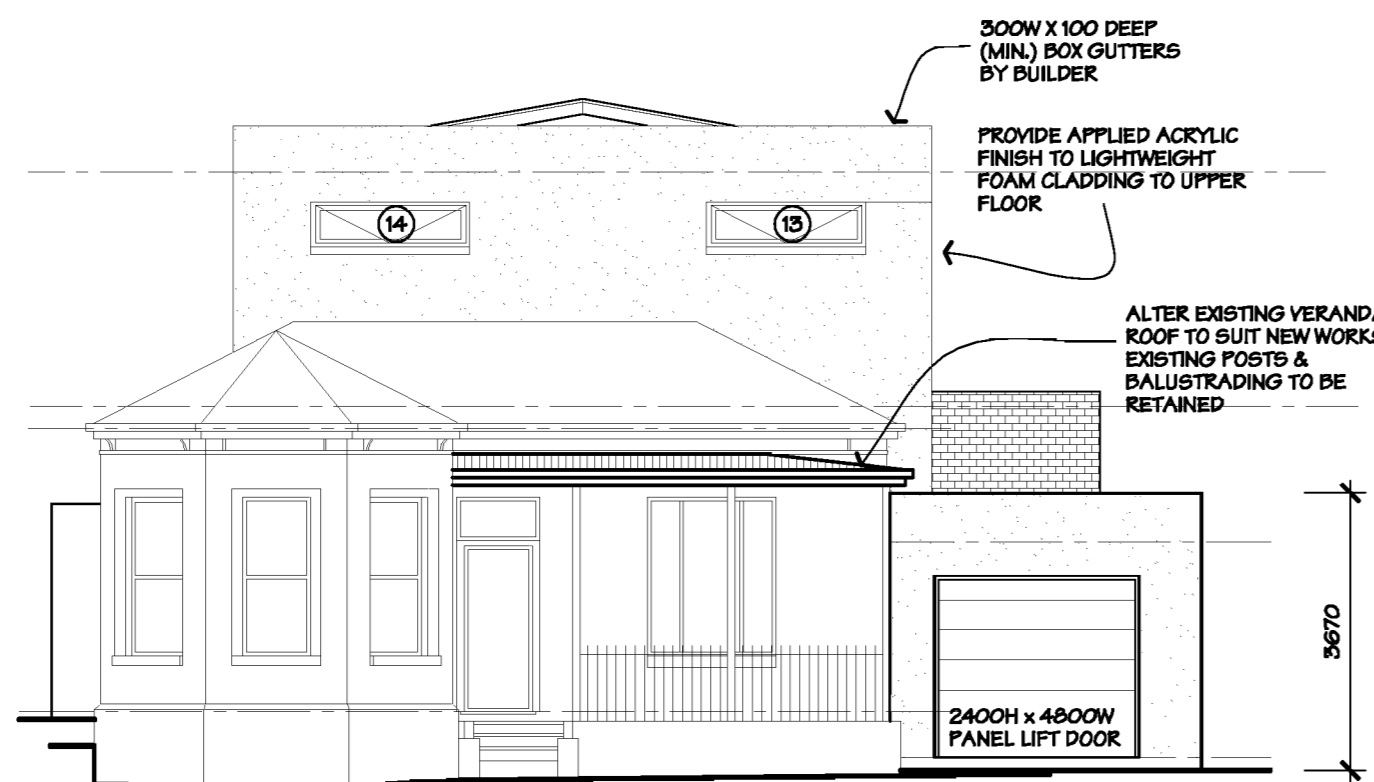 300W X 100 DEEP
(MIN.) BOX GUTTERS
BY BUILDER
PROVIDE APPLIED ACRYLIC
FINISH TO LIGHTWEIGHT
FOAM CLADDING TO UPPER
FLOOR
14
13
ALTER EXISTING VERAND
ROOF TO SUIT NEW WORKS
EXISTING POSTS &
BALUSTRADING TO BE
RETAINED
3670
2400H x 4800W
PANEL LIFT DOOR